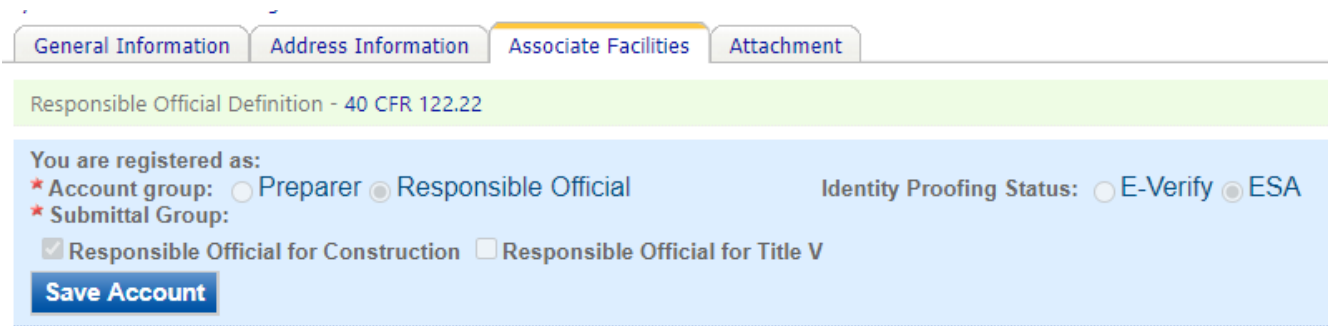 General Information Address Information Associate Facilities Attachment
Responsible Official Definition - 40 CFR 122.22
You are registered as:
* Account group: Preparer Responsible Official Identity Proofing Status: E-Verify ESA
* Submittal Group:
Responsible Official for Construction Responsible Official for Title V
Save Account